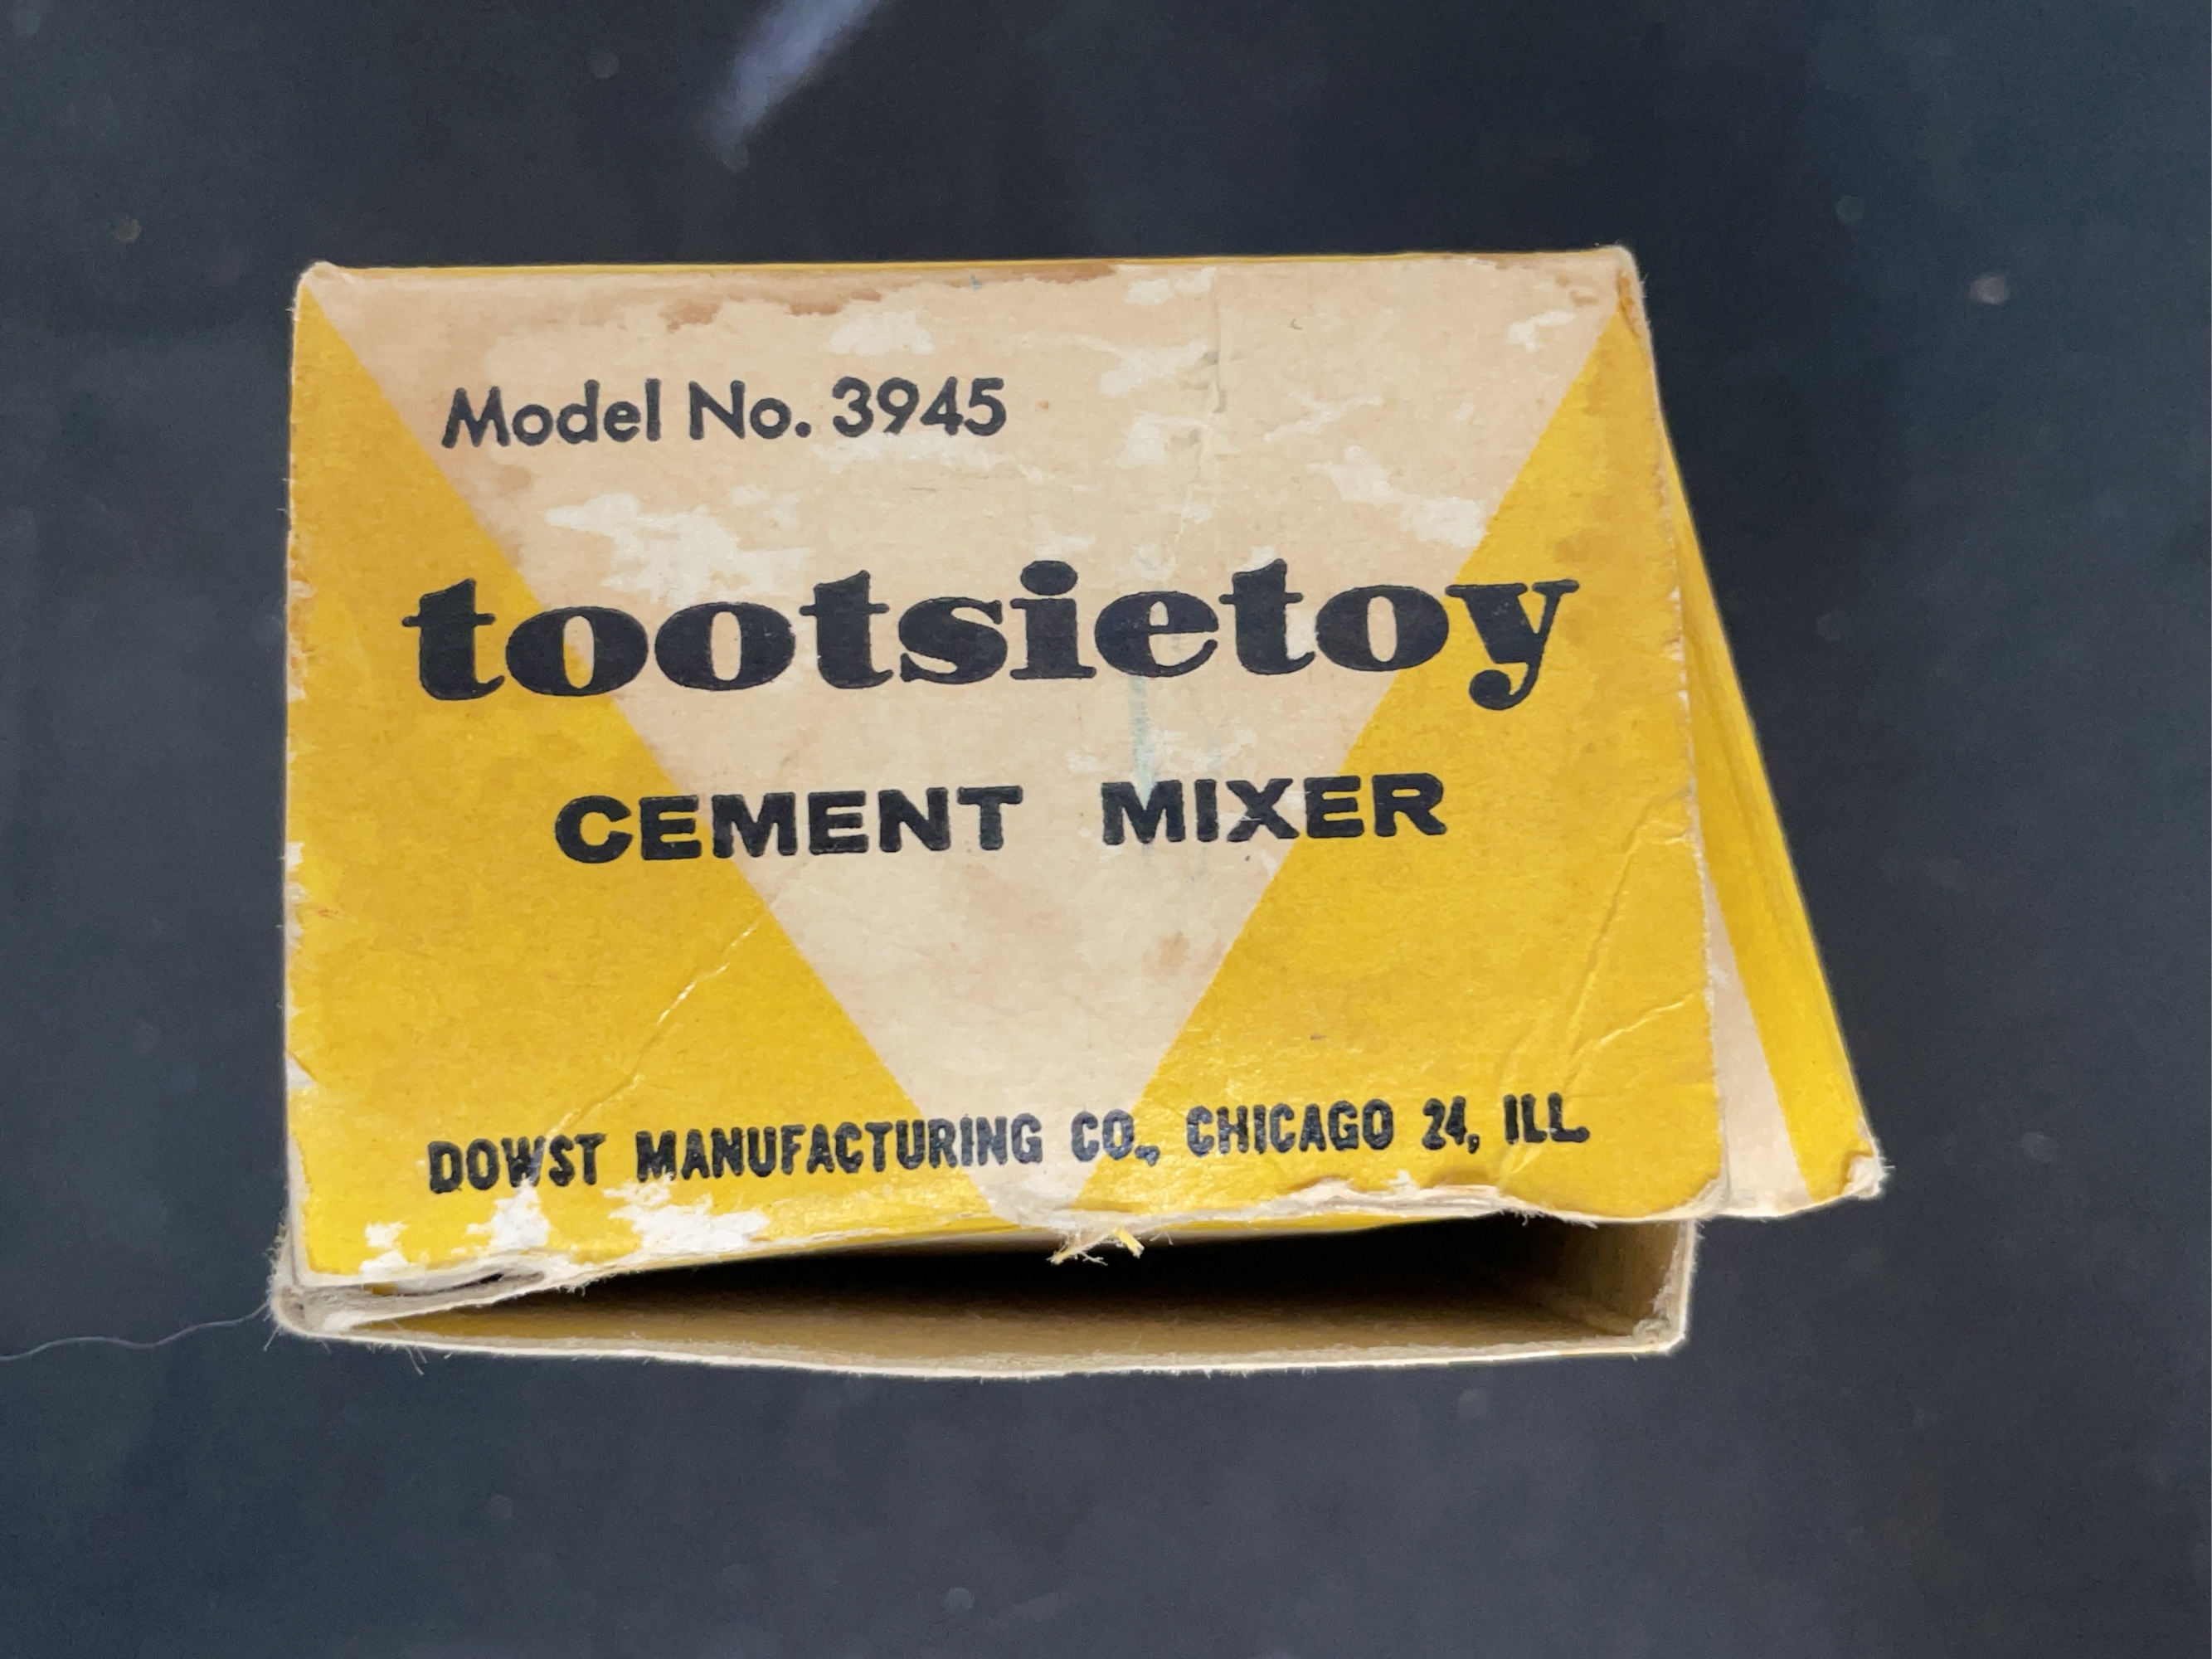 Model No. 3945
tootsietoy
CEMENT MIXER
DOWST MANUFACTURING CO., CHICAGO 24, ILL.